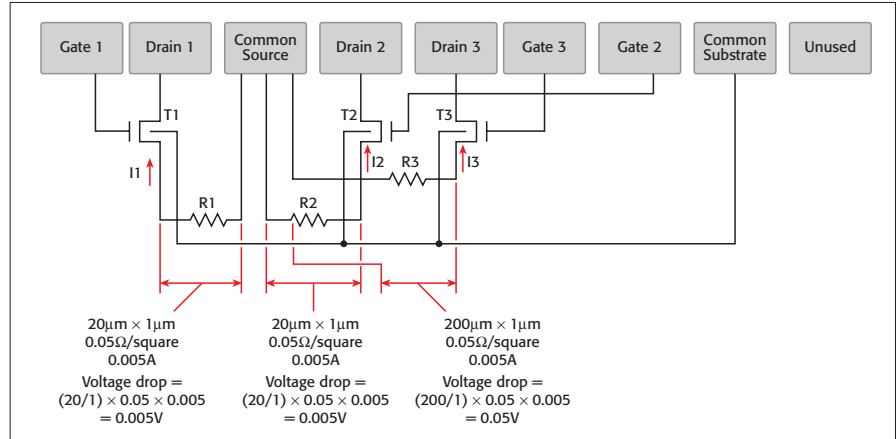 Gate 1
Drain 1
Common
Source
Drain 2
Drain 3
Gate 3
Gate 2
Common
Substrate
Unused
T1
T2
T3
I1
I2
R3
I3
R1
R2
20μm × 1μm
0.05Ω/square
0.005A
Voltage drop =
(20/1) × 0.05 × 0.005
= 0.005V
20μm × 1μm
0.05Ω/square
0.005A
Voltage drop =
(20/1) × 0.05 × 0.005
= 0.005V
200μm × 1μm
0.05Ω/square
0.005A
Voltage drop =
(200/1) × 0.05 × 0.005
= 0.05V